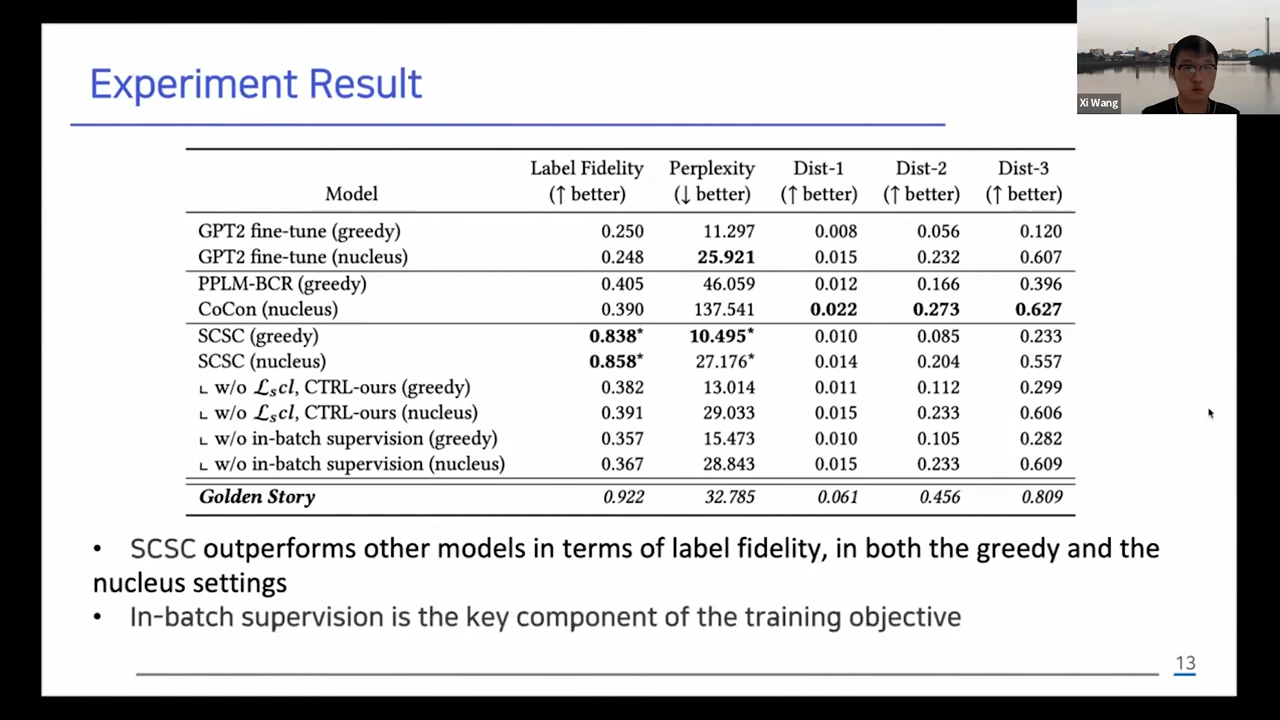 Experiment Result
Xi Wang
Model Label Fidelity (↑ better) Perplexity (↓ better) Dist-1 (↑ better) Dist-2 (↑ better) Dist-3 (↑ better)
GPT2 fine-tune (greedy) 0.250 11.297 0.008 0.056 0.120
GPT2 fine-tune (nucleus) 0.248 25.921 0.015 0.232 0.607
PPLM-BCR (greedy) 0.405 46.059 0.012 0.166 0.396
CoCon (nucleus) 0.390 137.541 0.022 0.273 0.627
SCSC (greedy) 0.838* 10.495* 0.010 0.085 0.233
SCSC (nucleus) 0.858* 27.176* 0.014 0.204 0.557
∟ w/o ℒₛcl, CTRL-ours (greedy) 0.382 13.014 0.011 0.112 0.299
∟ w/o ℒₛcl, CTRL-ours (nucleus) 0.391 29.033 0.015 0.233 0.606
∟ w/o in-batch supervision (greedy) 0.357 15.473 0.010 0.105 0.282
∟ w/o in-batch supervision (nucleus) 0.367 28.843 0.015 0.233 0.609
Golden Story 0.922 32.785 0.061 0.456 0.809
• SCSC outperforms other models in terms of label fidelity, in both the greedy and the
nucleus settings
• In-batch supervision is the key component of the training objective
13